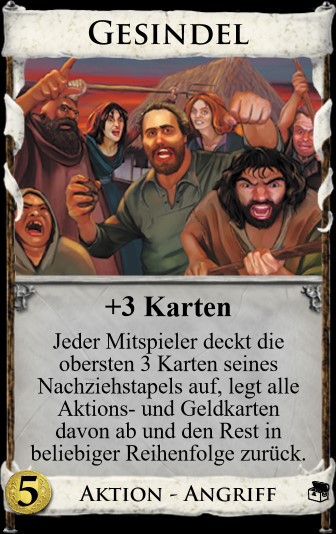 GESINDEL
+3 Karten
Jeder Mitspieler deckt die
obersten 3 Karten seines
Nachziehstapels auf, legt alle
Aktions- und Geldkarten
davon ab und den Rest in
beliebiger Reihenfolge zurück.
5 AKTION - ANGRIFF